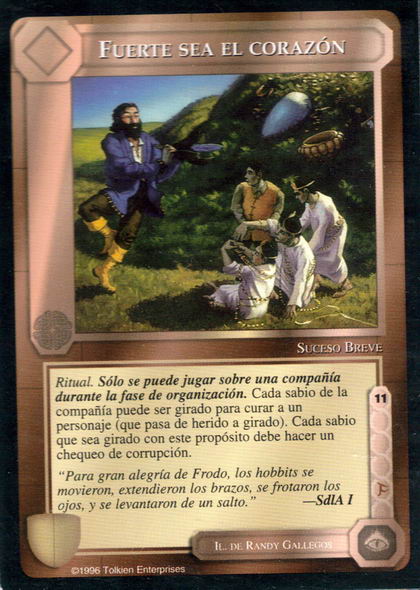 FUERTE SEA EL CORAZÓN
SUCESO BREVE
Ritual. Sólo se puede jugar sobre una compañía
durante la fase de organización. Cada sabio de la
compañía puede ser girado para curar a un
personaje (que pasa de herido a girado). Cada sabio
que sea girado con este propósito debe hacer un
chequeo de corrupción.
11
“Para gran alegría de Frodo, los hobbits se
movieron, extendieron los brazos, se frotaron los
ojos, y se levantaron de un salto.” —SdlA I
IL. DE RANDY GALLEGOS
©1996 Tolkien Enterprises